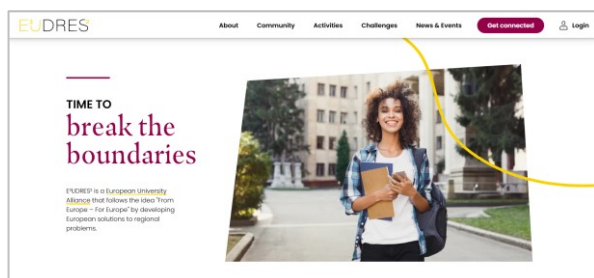 E³UDRES²
About Community Activities Challenges News & Events Get connected Login
TIME TO
break the
boundaries
E³UDRES² is a European University
Alliance that follows the idea "From
Europe – For Europe" by developing
European solutions to regional
problems.